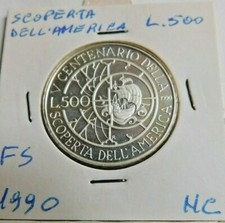 SCOPERTA L.500
DELL'AMERICA
V CENTENARIO DELLA
L.500
SCOPERTA DELL'AMERICA
FS
1990 NC